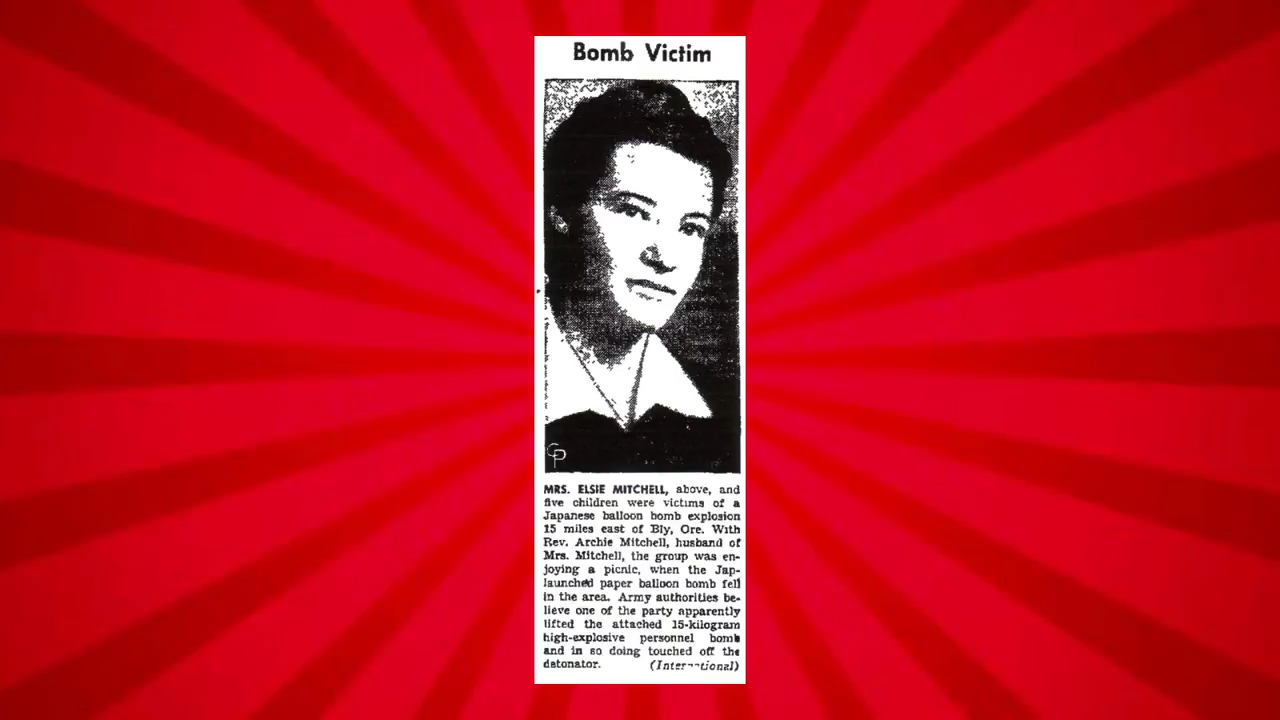 Bomb Victim
CP
MRS. ELSIE MITCHELL, above, and
five children were victims of a
Japanese balloon bomb explosion
15 miles east of Bly, Ore. With
Rev. Archie Mitchell, husband of
Mrs. Mitchell, the group was en-
joying a picnic, when the Jap-
launched paper balloon bomb fell
in the area. Army authorities be-
lieve one of the party apparently
lifted the attached 15-kilogram
high-explosive personnel bomb
and in so doing touched off the
detonator. (International)